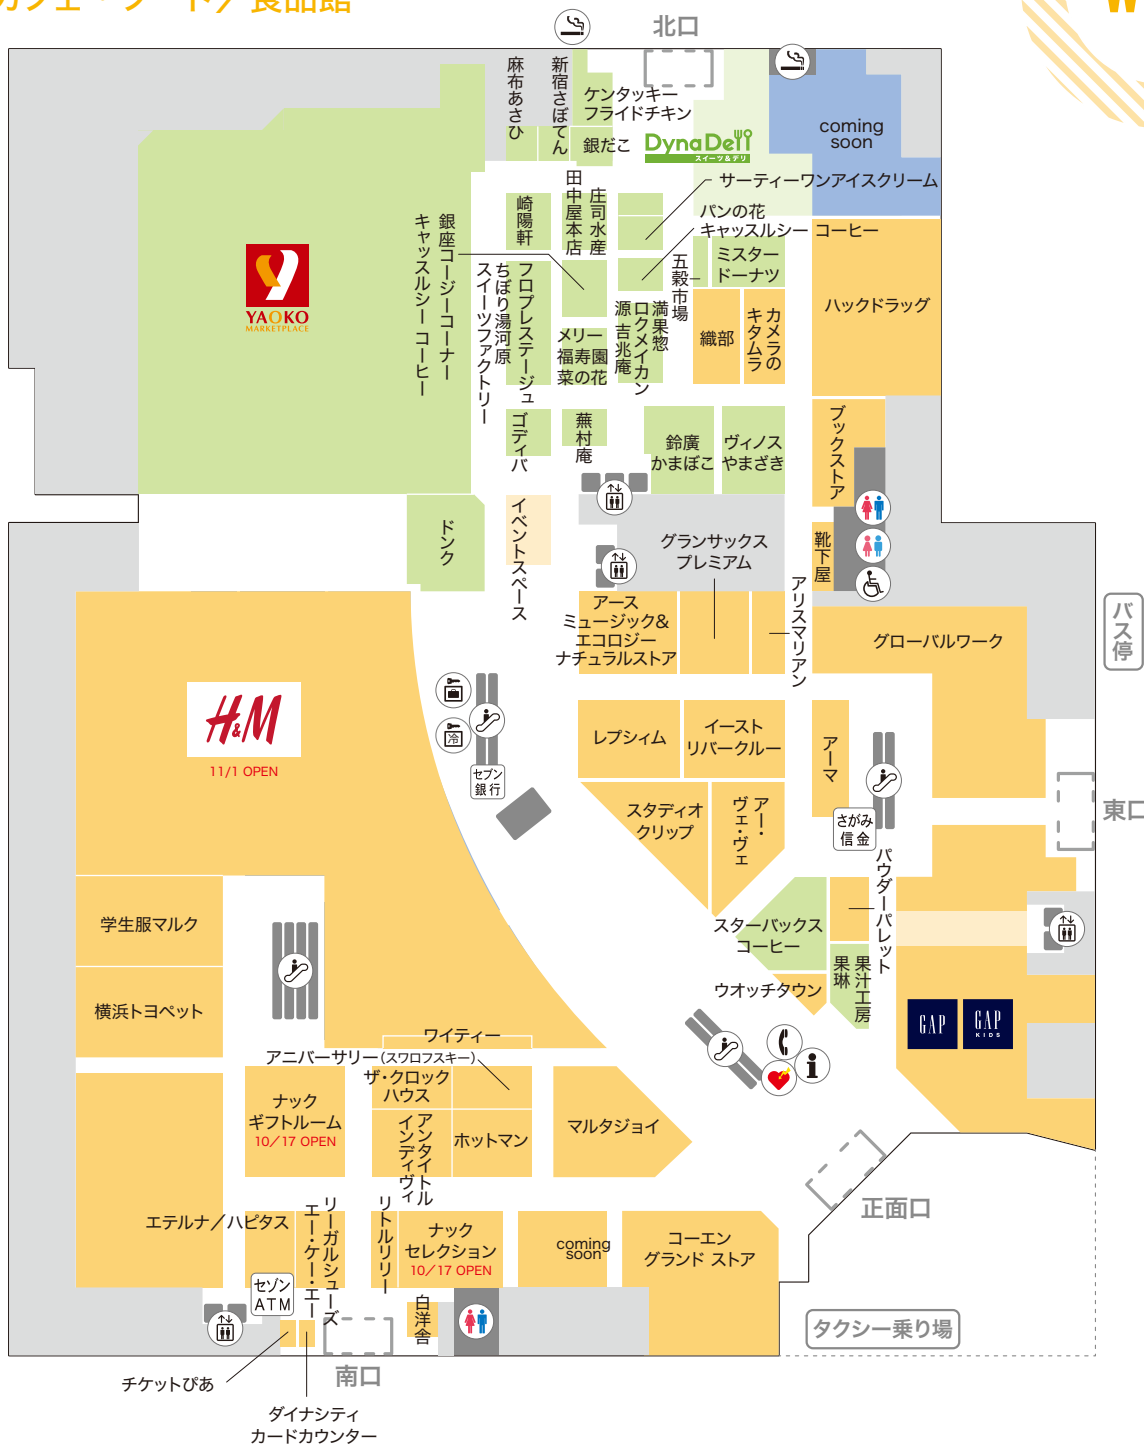 カフェ・フード／食品館
W
北口
麻布あさひ
新宿さぼてん
ケンタッキー
フライドチキン
銀だこ
DynaDeli
スイーツ&デリ
coming
soon
サーティーワンアイスクリーム
パンの花
キャッスルシー コーヒー
崎陽軒
田中屋本店
庄司水産
五穀市場
ミスター
ドーナツ
銀座コージーコーナー
キャッスルシー コーヒー
YAOKO
MARKETPLACE
フロプレステージュ
ちぼり湯河原
スイーツファクトリー
メリー
福寿園
菜の花
満果惣
ロクメイカン
源 吉兆庵
織部
カメラの
キタムラ
ハックドラッグ
ゴディバ
蕪村庵
鈴廣
かまぼこ
ヴィノス
やまざき
ブックストア
ドンク
イベントスペース
グランサックス
プレミアム
靴下屋
アース
ミュージック&
エコロジー
ナチュラルストア
アリスマリアン
グローバルワーク
バス停
H&M
11/1 OPEN
冷
セブン
銀行
レプシィム
イースト
リバークルー
アーマ
スタディオ
クリップ
アー・
ヴェ・ヴェ
さがみ
信金
東口
パウダーパレット
学生服マルク
横浜トヨペット
スターバックス
コーヒー
果汁工房
果琳
ウオッチタウン
GAP
GAP
KIDS
ワイティー
アニバーサリー(スワロフスキー)
ザ・クロック
ハウス
ナック
ギフトルーム
10／17 OPEN
アンタイトル
インディヴィ
ホットマン
マルタジョイ
i
正面口
エテルナ／ハピタス
リーガルシューズ
エー・ケー・エー
リトルリリー
ナック
セレクション
10／17 OPEN
coming
soon
コーエン
グランド ストア
セゾン
ATM
白洋舎
タクシー乗り場
南口
チケットぴあ
ダイナシティ
カードカウンター